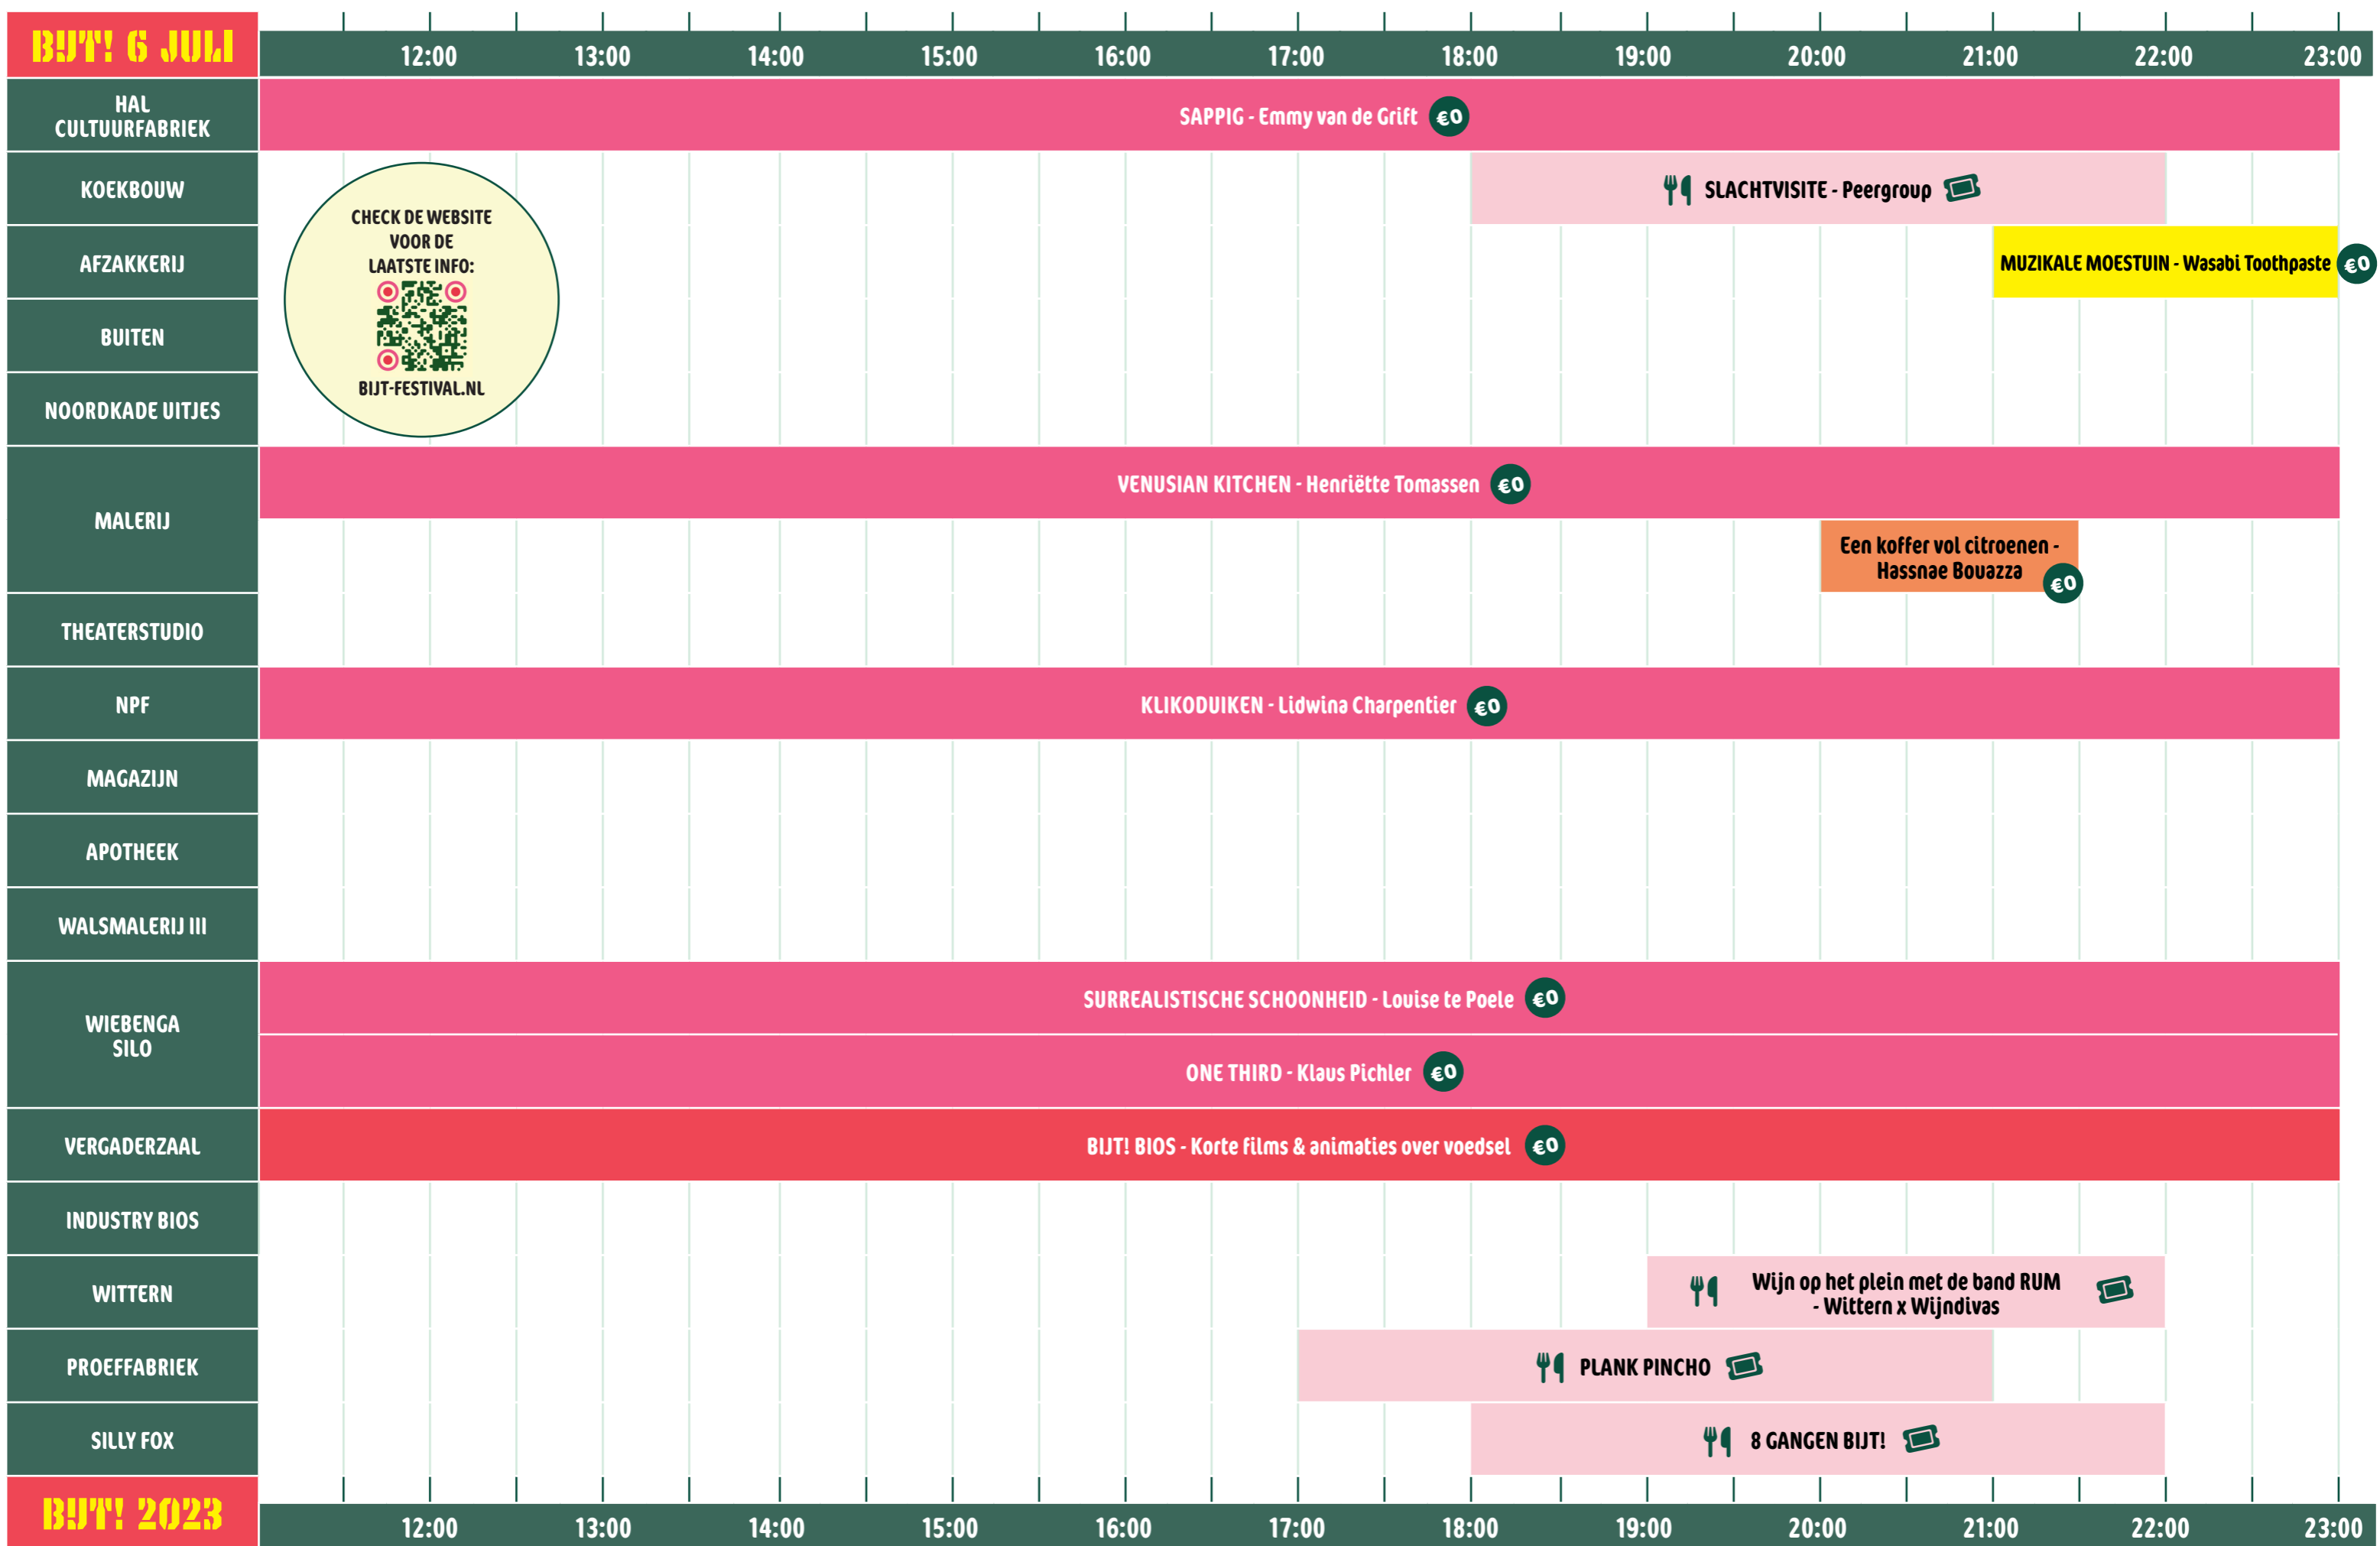 BIJT! 6 JULI
12:00 13:00 14:00 15:00 16:00 17:00 18:00 19:00 20:00 21:00 22:00 23:00
HAL
CULTUURFABRIEK
SAPPIG - Emmy van de Grift €0
KOEKBOUW
SLACHTVISITE - Peergroup
CHECK DE WEBSITE
VOOR DE
LAATSTE INFO:
BIJT-FESTIVAL.NL
AFZAKKERIJ
MUZIKALE MOESTUIN - Wasabi Toothpaste €0
BUITEN
NOORDKADE UITJES
MALERIJ
VENUSIAN KITCHEN - Henriëtte Tomassen €0
Een koffer vol citroenen -
Hassnae Bouazza €0
THEATERSTUDIO
NPF
KLIKODUIKEN - Lidwina Charpentier €0
MAGAZIJN
APOTHEEK
WALSMALERIJ III
WIEBENGA
SILO
SURREALISTISCHE SCHOONHEID - Louise te Poele €0
ONE THIRD - Klaus Pichler €0
VERGADERZAAL
BIJT! BIOS - Korte films & animaties over voedsel €0
INDUSTRY BIOS
WITTERN
Wijn op het plein met de band RUM
- Wittern x Wijndivas
PROEFFABRIEK
PLANK PINCHO
SILLY FOX
8 GANGEN BIJT!
BIJT! 2023
12:00 13:00 14:00 15:00 16:00 17:00 18:00 19:00 20:00 21:00 22:00 23:00